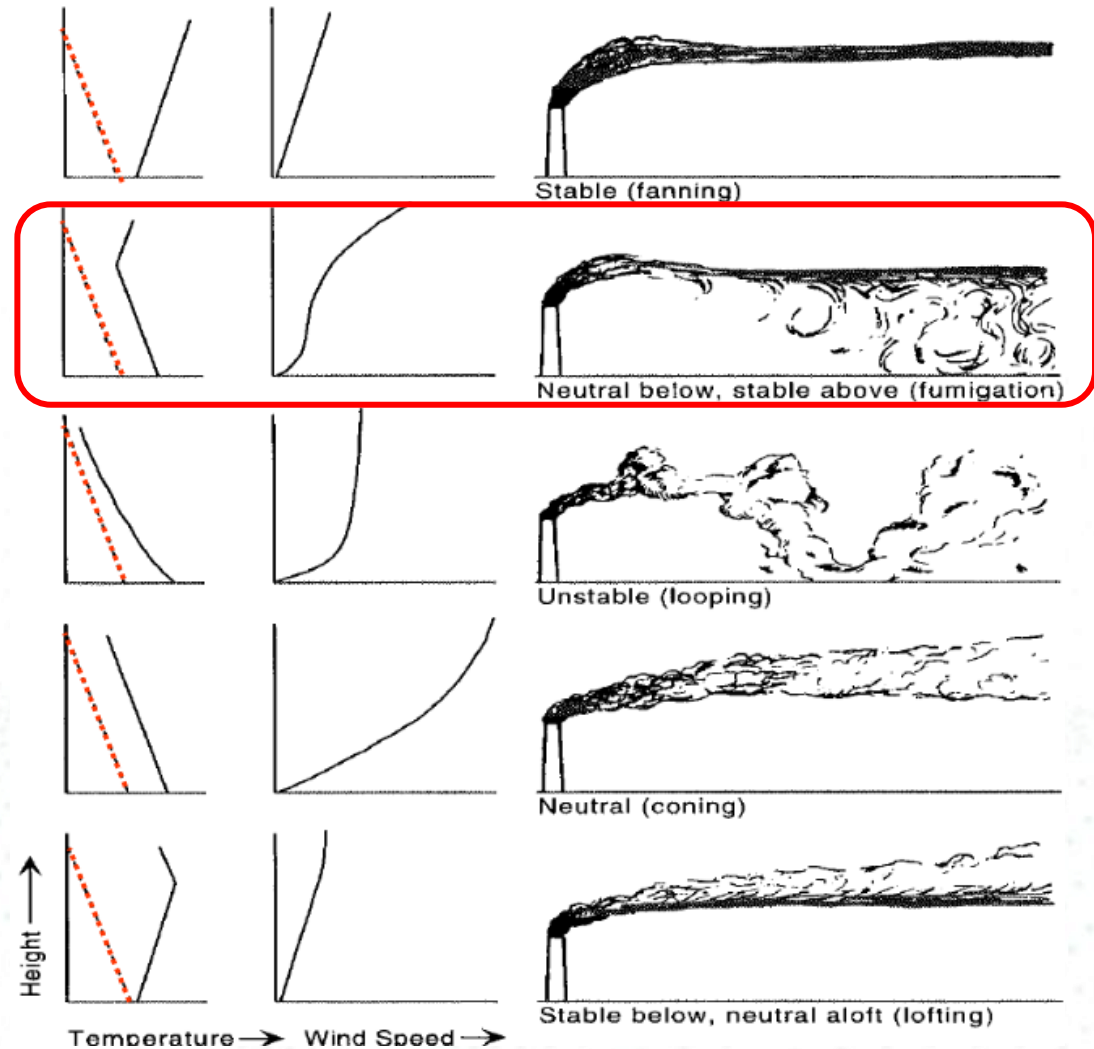 Stable (fanning)
Neutral below, stable above (fumigation)
Unstable (looping)
Neutral (coning)
Height
Stable below, neutral aloft (lofting)
Temperature Wind Speed